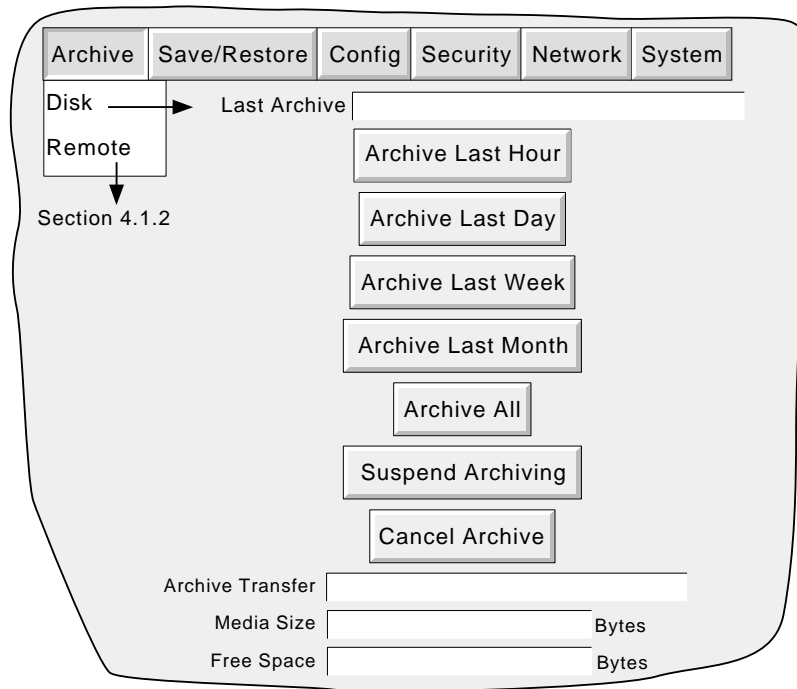 Archive Save/Restore Config Security Network System
Disk
Last Archive
Remote
Section 4.1.2
Archive Last Hour
Archive Last Day
Archive Last Week
Archive Last Month
Archive All
Suspend Archiving
Cancel Archive
Archive Transfer
Media Size Bytes
Free Space Bytes